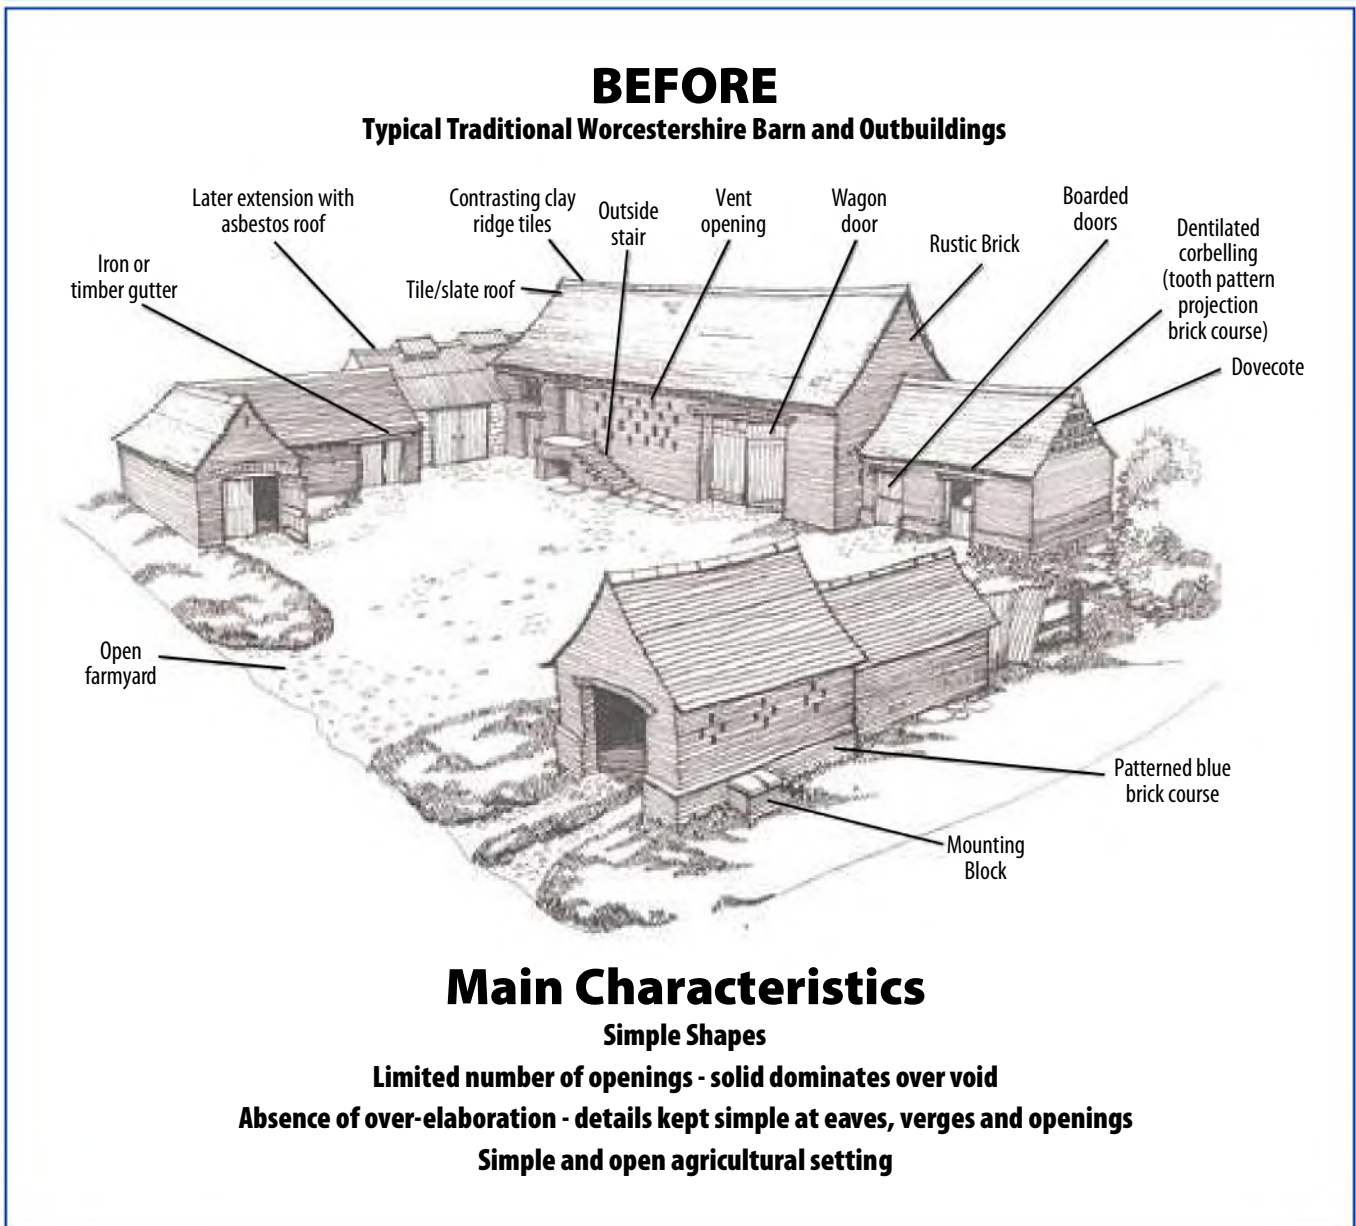 BEFORE
Typical Traditional Worcestershire Barn and Outbuildings
Later extension with
asbestos roof
Contrasting clay
ridge tiles
Outside
stair
Vent
opening
Wagon
door
Boarded
doors
Rustic Brick
Dentilated
corbelling
(tooth pattern
projection
brick course)
Iron or
timber gutter
Tile/slate roof
Dovecote
Open
farmyard
Patterned blue
brick course
Mounting
Block
Main Characteristics
Simple Shapes
Limited number of openings - solid dominates over void
Absence of over-elaboration - details kept simple at eaves, verges and openings
Simple and open agricultural setting